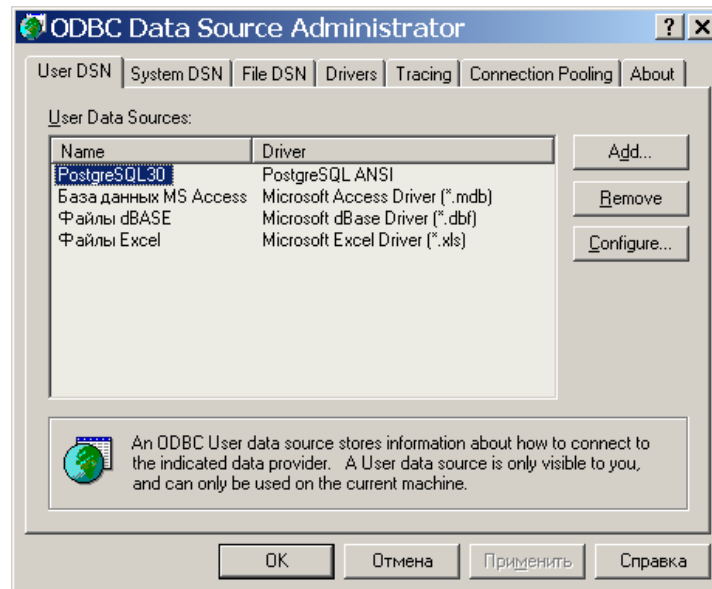 ODBC Data Source Administrator
User DSN System DSN File DSN Drivers Tracing Connection Pooling About
User Data Sources:
Name Driver
PostgreSQL30 PostgreSQL ANSI
База данных MS Access Microsoft Access Driver (*.mdb)
Файлы dBASE Microsoft dBase Driver (*.dbf)
Файлы Excel Microsoft Excel Driver (*.xls)
Add...
Remove
Configure...
An ODBC User data source stores information about how to connect to
the indicated data provider. A User data source is only visible to you,
and can only be used on the current machine.
OK Отмена Применить Справка